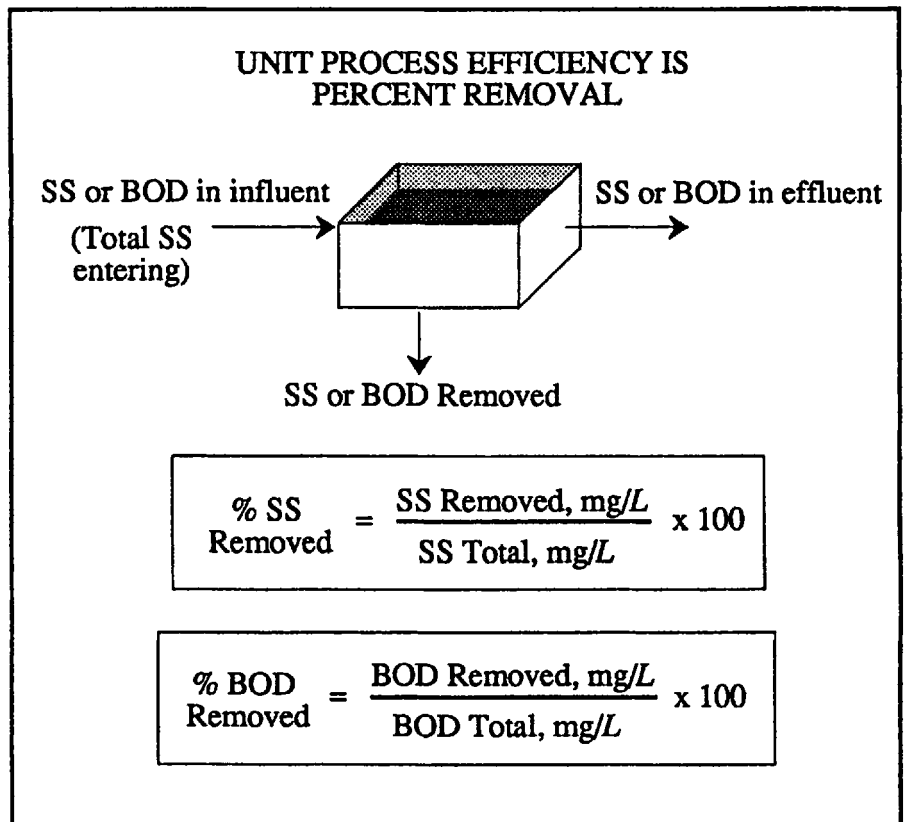 UNIT PROCESS EFFICIENCY IS
PERCENT REMOVAL
SS or BOD in influent
(Total SS
entering)
SS or BOD in effluent
SS or BOD Removed
% SS
Removed
=
SS Removed, mg/L
SS Total, mg/L
x 100
% BOD
Removed
=
BOD Removed, mg/L
BOD Total, mg/L
x 100